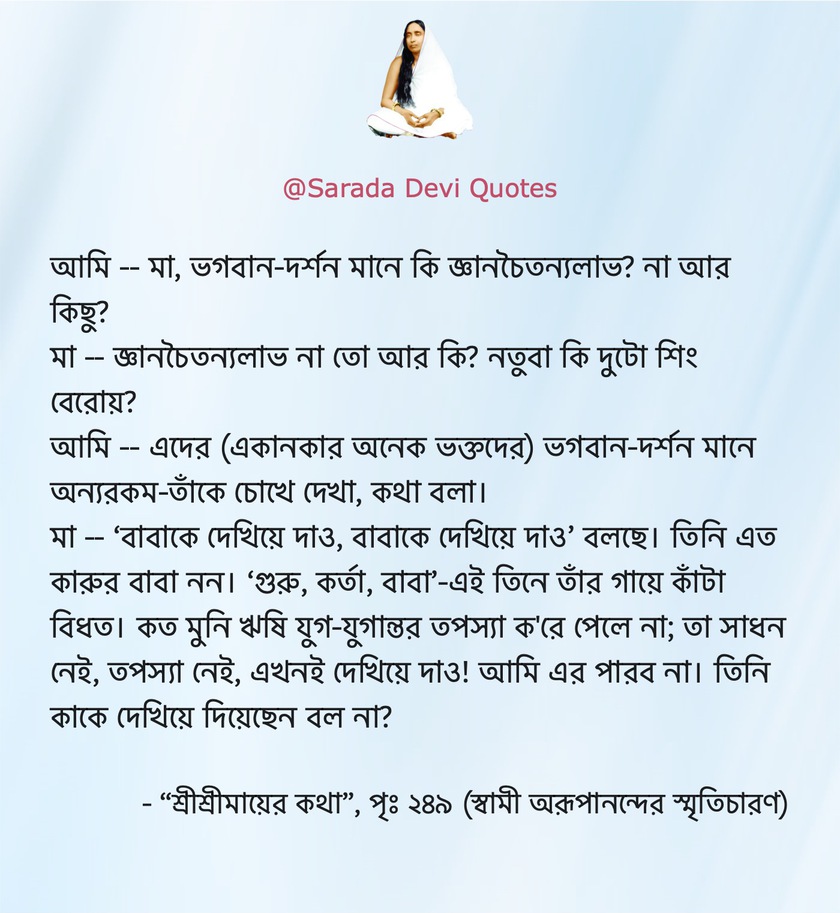 @Sarada Devi Quotes
আমি -- মা, ভগবান-দর্শন মানে কি জ্ঞানচৈতন্যলাভ? না আর
কিছু?
মা -- জ্ঞানচৈতন্যলাভ না তো আর কি? নতুবা কি দুটো শিং
বেরোয়?
আমি -- এদের (একানকার অনেক ভক্তদের) ভগবান-দর্শন মানে
অন্যরকম-তাঁকে চোখে দেখা, কথা বলা।
মা -- ‘বাবাকে দেখিয়ে দাও, বাবাকে দেখিয়ে দাও’ বলছে। তিনি এত
কারুর বাবা নন। ‘গুরু, কর্তা, বাবা’-এই তিনে তাঁর গায়ে কাঁটা
বিধত। কত মুনি ঋষি যুগ-যুগান্তর তপস্যা ক'রে পেলে না; তা সাধন
নেই, তপস্যা নেই, এখনই দেখিয়ে দাও! আমি এর পারব না। তিনি
কাকে দেখিয়ে দিয়েছেন বল না?
- “শ্রীশ্রীমায়ের কথা”, পৃঃ ২৪৯ (স্বামী অরূপানন্দের স্মৃতিচারণ)